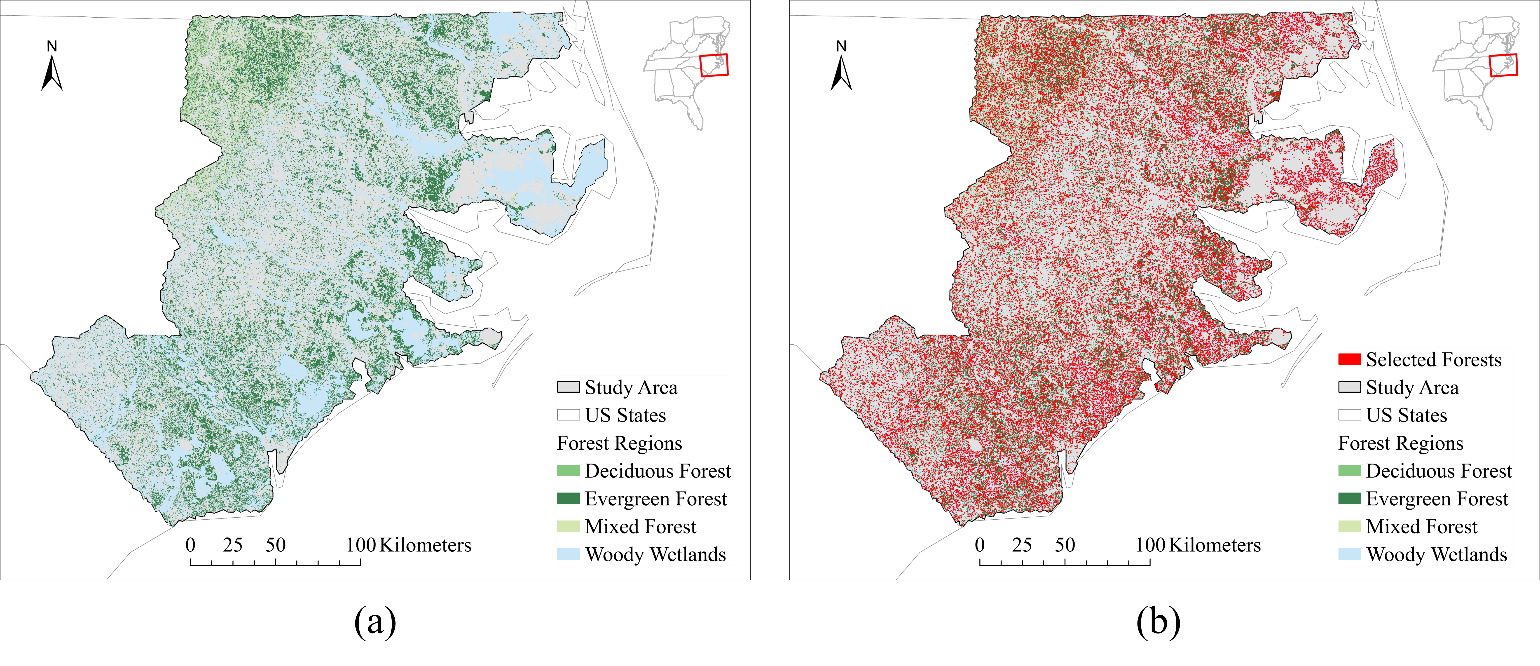 N
Study Area
US States
Forest Regions
Deciduous Forest
Evergreen Forest
Mixed Forest
Woody Wetlands
0 25 50 100 Kilometers
(a)
N
Selected Forests
Study Area
US States
Forest Regions
Deciduous Forest
Evergreen Forest
Mixed Forest
Woody Wetlands
0 25 50 100 Kilometers
(b)